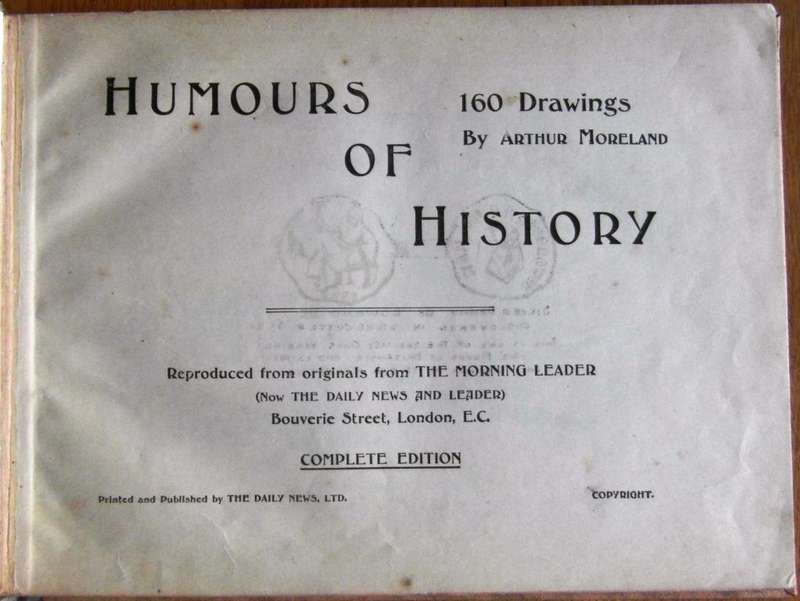 HUMOURS
OF
HISTORY
160 Drawings
By ARTHUR MORELAND
Reproduced from originals from THE MORNING LEADER
(Now THE DAILY NEWS AND LEADER)
Bouverie Street, London, E.C.
COMPLETE EDITION
Printed and Published by THE DAILY NEWS, LTD.
COPYRIGHT.